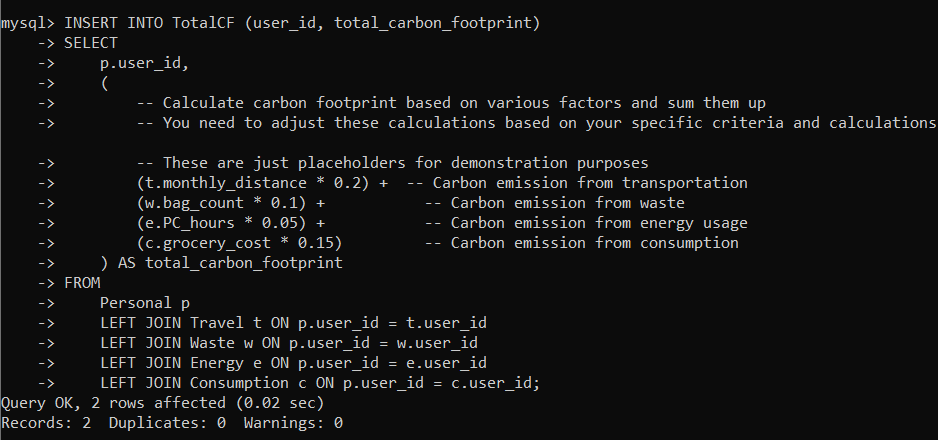 mysql> INSERT INTO TotalCF (user_id, total_carbon_footprint)
    -> SELECT
    ->     p.user_id,
    ->     (
    ->         -- Calculate carbon footprint based on various factors and sum them up
    ->         -- You need to adjust these calculations based on your specific criteria and calculations
    ->         -- These are just placeholders for demonstration purposes
    ->         (t.monthly_distance * 0.2) +  -- Carbon emission from transportation
    ->         (w.bag_count * 0.1) +           -- Carbon emission from waste
    ->         (e.PC_hours * 0.05) +           -- Carbon emission from energy usage
    ->         (c.grocery_cost * 0.15)         -- Carbon emission from consumption
    ->     ) AS total_carbon_footprint
    -> FROM
    ->     Personal p
    ->     LEFT JOIN Travel t ON p.user_id = t.user_id
    ->     LEFT JOIN Waste w ON p.user_id = w.user_id
    ->     LEFT JOIN Energy e ON p.user_id = e.user_id
    ->     LEFT JOIN Consumption c ON p.user_id = c.user_id;
Query OK, 2 rows affected (0.02 sec)
Records: 2  Duplicates: 0  Warnings: 0